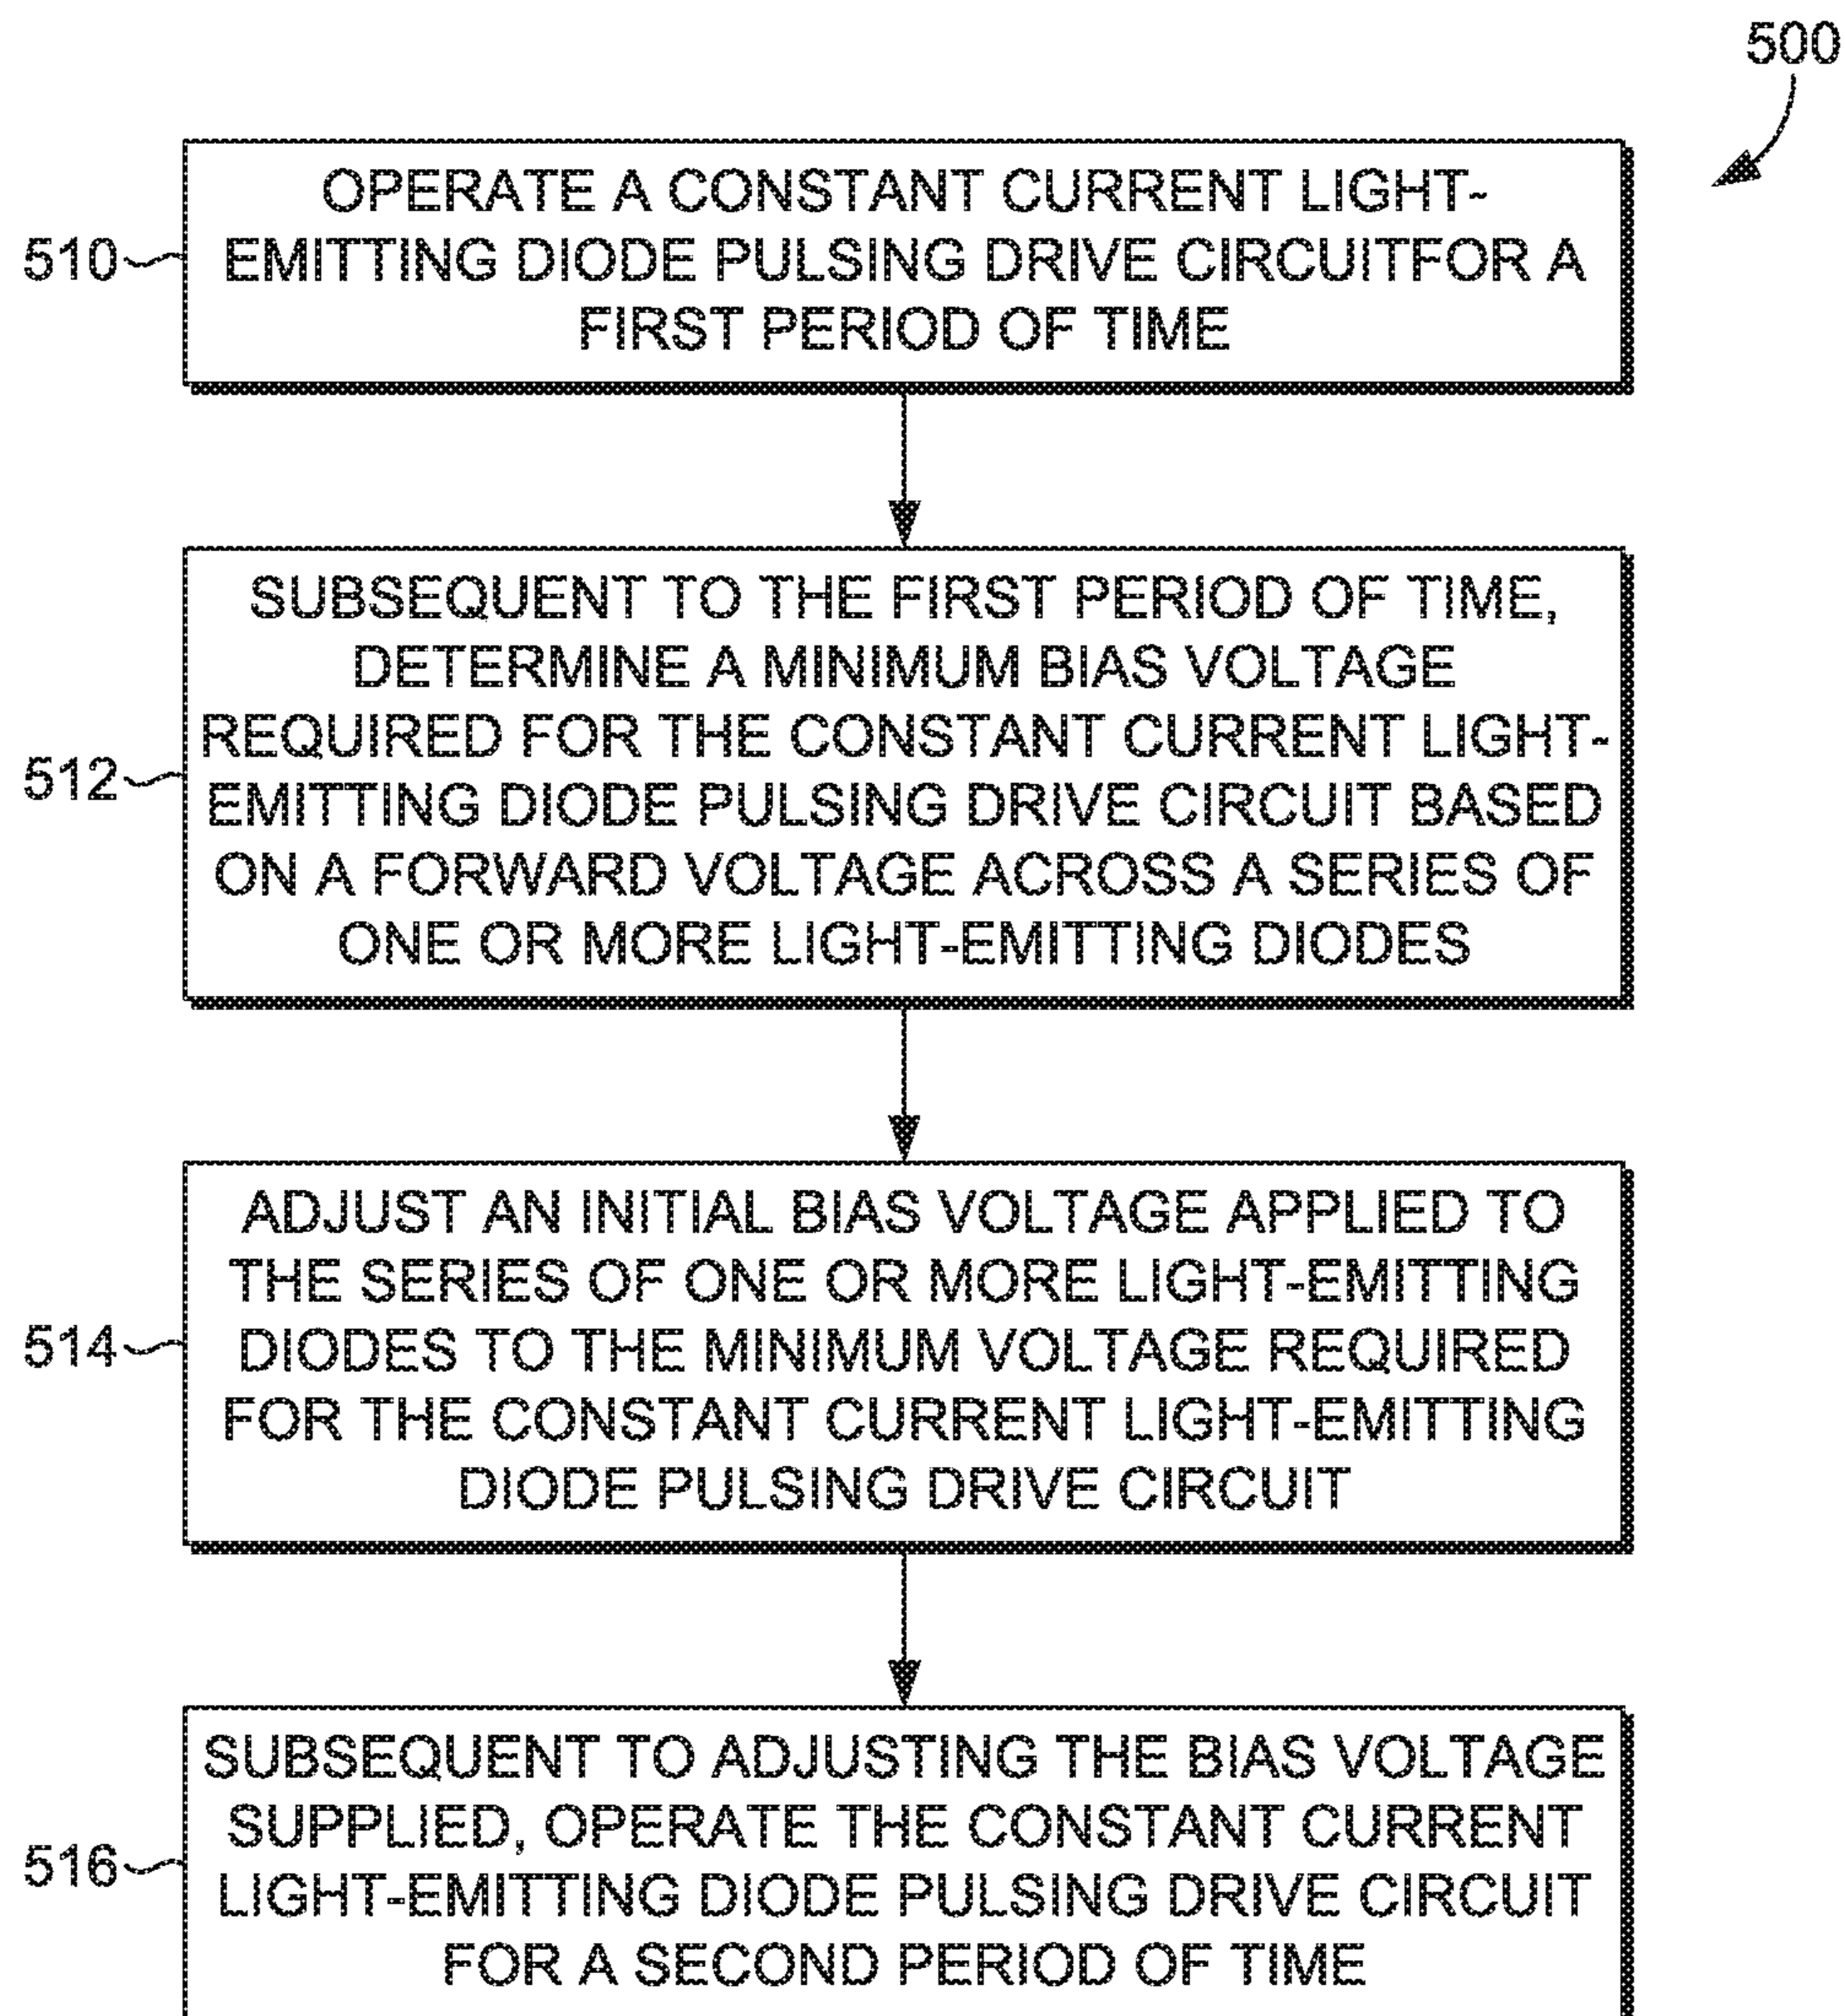 500
OPERATE A CONSTANT CURRENT LIGHT-
510
EMITTING DIODE PULSING DRIVE CIRCUITFOR A
FIRST PERIOD OF TIME
SUBSEQUENT TO THE FIRST PERIOD OF TIME,
DETERMINE A MINIMUM BIAS VOLTAGE
REQUIRED FOR THE CONSTANT CURRENT LIGHT-
512
EMITTING DIODE PULSING DRIVE CIRCUIT BASED
ON A FORWARD VOLTAGE ACROSS A SERIES OF
ONE OR MORE LIGHT-EMITTING DIODES
ADJUST AN INITIAL BIAS VOLTAGE APPLIED TO
THE SERIES OF ONE OR MORE LIGHT-EMITTING
514
DIODES TO THE MINIMUM VOLTAGE REQUIRED
FOR THE CONSTANT CURRENT LIGHT-EMITTING
DIODE PULSING DRIVE CIRCUIT
SUBSEQUENT TO ADJUSTING THE BIAS VOLTAGE
SUPPLIED, OPERATE THE CONSTANT CURRENT
516
LIGHT-EMITTING DIODE PULSING DRIVE CIRCUIT
FOR A SECOND PERIOD OF TIME